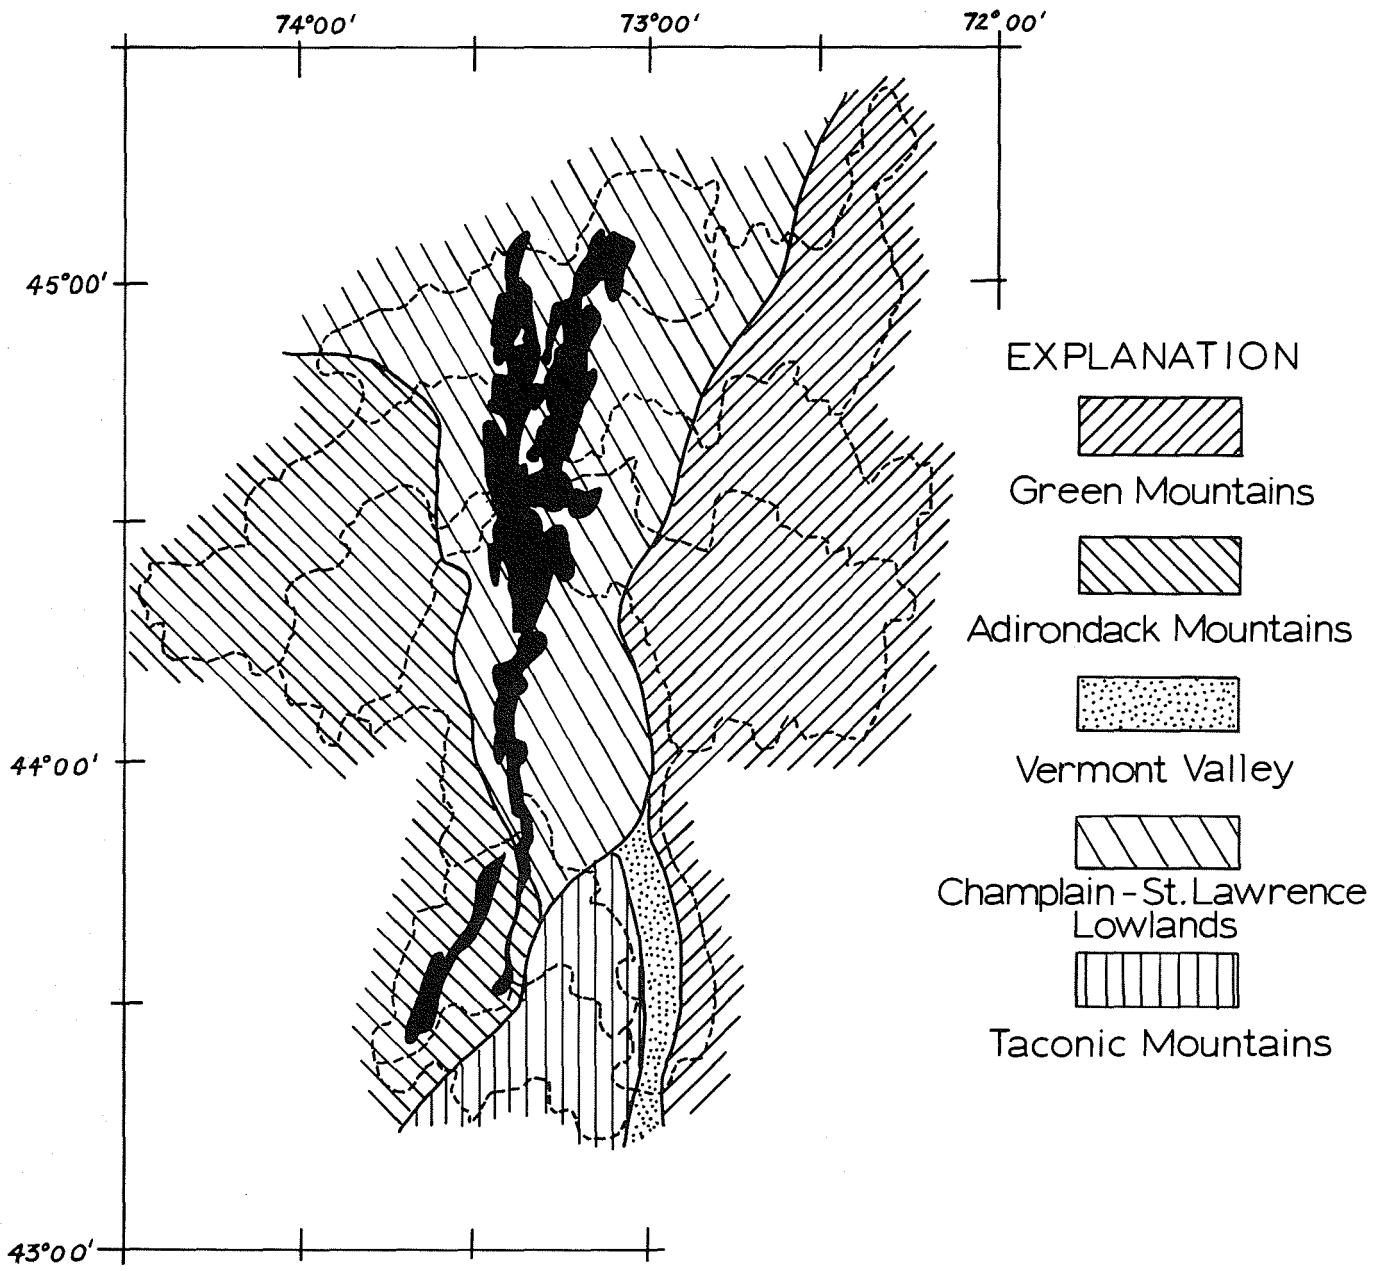 74°00' 73°00' 72°00'
45°00'
44°00'
43°00'
EXPLANATION
Green Mountains
Adirondack Mountains
Vermont Valley
Champlain-St. Lawrence
Lowlands
Taconic Mountains